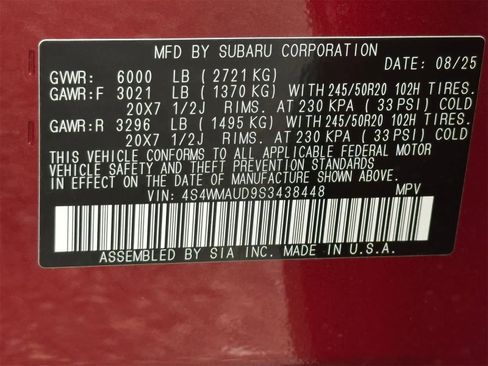 MFD BY SUBARU CORPORATION
DATE: 08/25
GVWR: 6000 LB (2721 KG)
GAWR:F 3021 LB (1370 KG) WITH 245/50R20 102H TIRES.
20X7 1/2J RIMS. AT 230 KPA (33 PSI) COLD
GAWR:R 3296 LB (1495 KG) WITH 245/50R20 102H TIRES.
20X7 1/2J RIMS. AT 230 KPA (33 PSI) COLD
THIS VEHICLE CONFORMS TO ALL APPLICABLE FEDERAL MOTOR
VEHICLE SAFETY AND THEFT PREVENTION STANDARDS
IN EFFECT ON THE DATE OF MANUFACTURE SHOWN ABOVE.
VIN: 4S4WMAUD9S3438448 MPV
ASSEMBLED BY SIA INC. MADE IN U.S.A.